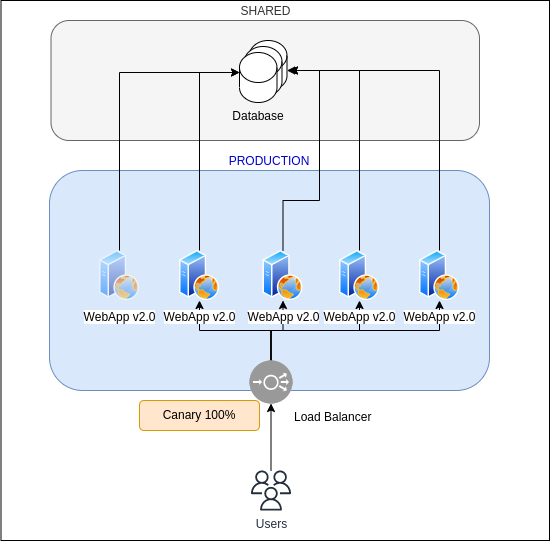 SHARED
Database
PRODUCTION
WebApp v2.0 WebApp v2.0 WebApp v2.0 WebApp v2.0 WebApp v2.0
Canary 100%
Load Balancer
Users